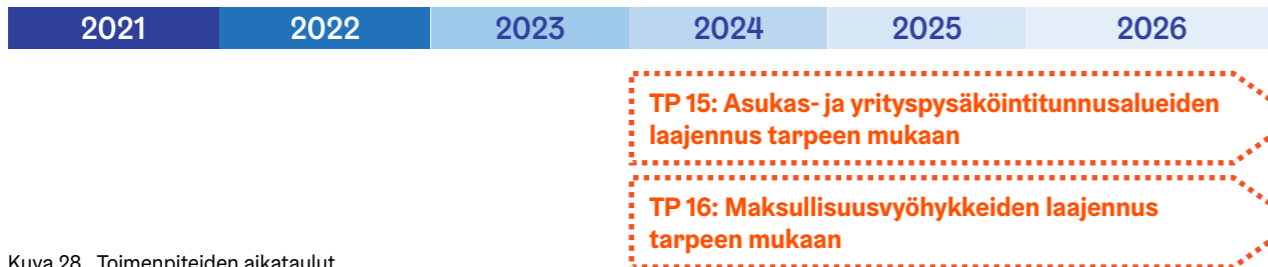 2021 2022 2023 2024 2025 2026
TP 15: Asukas- ja yrityspysäköintitunnusalueiden
laajennus tarpeen mukaan
TP 16: Maksullisuusvyöhykkeiden laajennus
tarpeen mukaan
Kuva 28. Toimenpiteiden aikataulut